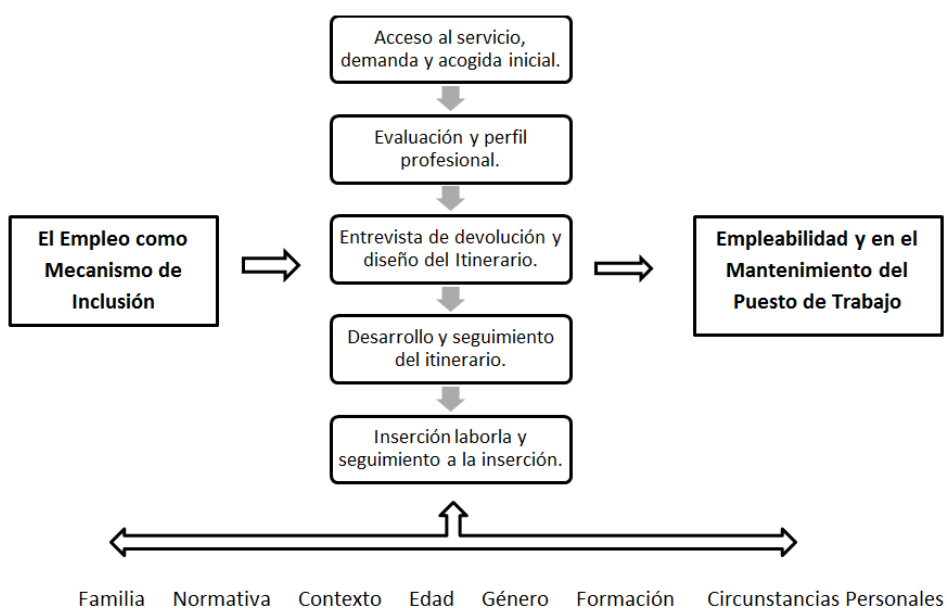 Acceso al servicio,
demanda y acogida inicial.
Evaluación y perfil
profesional.
El Empleo como
Mecanismo de
Inclusión
Entrevista de devolución y
diseño del Itinerario.
Empleabilidad y en el
Mantenimiento del
Puesto de Trabajo
Desarrollo y seguimiento
del itinerario.
Inserción laborla y
seguimiento a la inserción.
Familia Normativa Contexto Edad Género Formación Circunstancias Personales